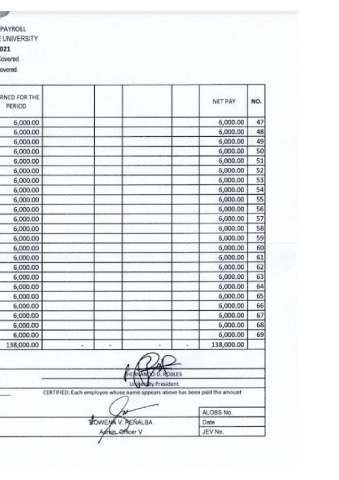 PAYROLL
UNIVERSITY
021
Covered
overed
RNED FOR THE PERIOD NET PAY NO.
6,000.00 6,000.00 47
6,000.00 6,000.00 48
6,000.00 6,000.00 49
6,000.00 6,000.00 50
6,000.00 6,000.00 51
6,000.00 6,000.00 52
6,000.00 6,000.00 53
6,000.00 6,000.00 54
6,000.00 6,000.00 55
6,000.00 6,000.00 56
6,000.00 6,000.00 57
6,000.00 6,000.00 58
6,000.00 6,000.00 59
6,000.00 6,000.00 60
6,000.00 6,000.00 61
6,000.00 6,000.00 62
6,000.00 6,000.00 63
6,000.00 6,000.00 64
6,000.00 6,000.00 65
6,000.00 6,000.00 66
6,000.00 6,000.00 67
6,000.00 6,000.00 68
6,000.00 6,000.00 69
138,000.00 - - - 138,000.00
HERNANDO D. ROBLES
University President
CERTIFIED: Each employee whose name appears above has been paid the amount
ALOBS No.
ROWENA V. PEÑALBA Date
Admin. Officer V JEV No.